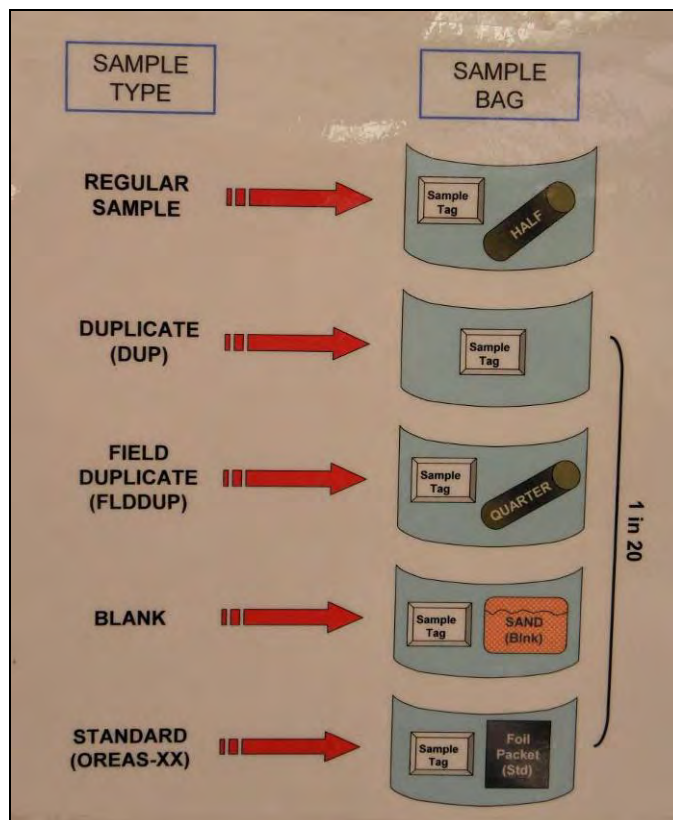 SAMPLE
TYPE
SAMPLE
BAG
REGULAR
SAMPLE
Sample
Tag
HALF
DUPLICATE
(DUP)
Sample
Tag
FIELD
DUPLICATE
(FLDDUP)
Sample
Tag
QUARTER
1 in 20
BLANK
Sample
Tag
SAND
(Blnk)
STANDARD
(OREAS-XX)
Sample
Tag
Foil
Packet
(Std)